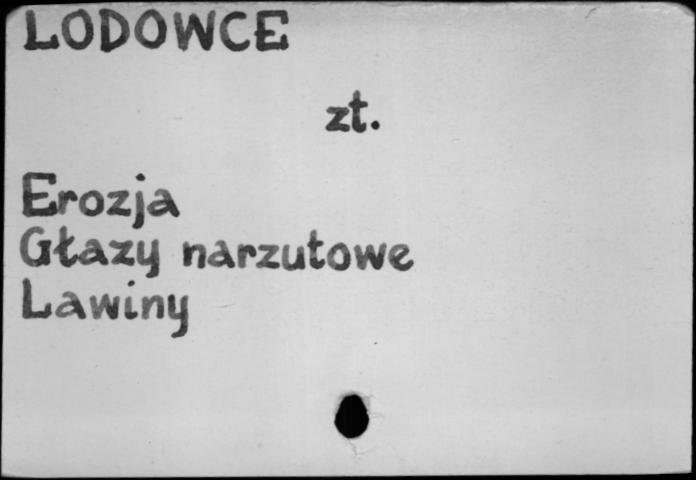 LODOWCE
zt.
Erozja
Głazy narzutowe
Lawiny